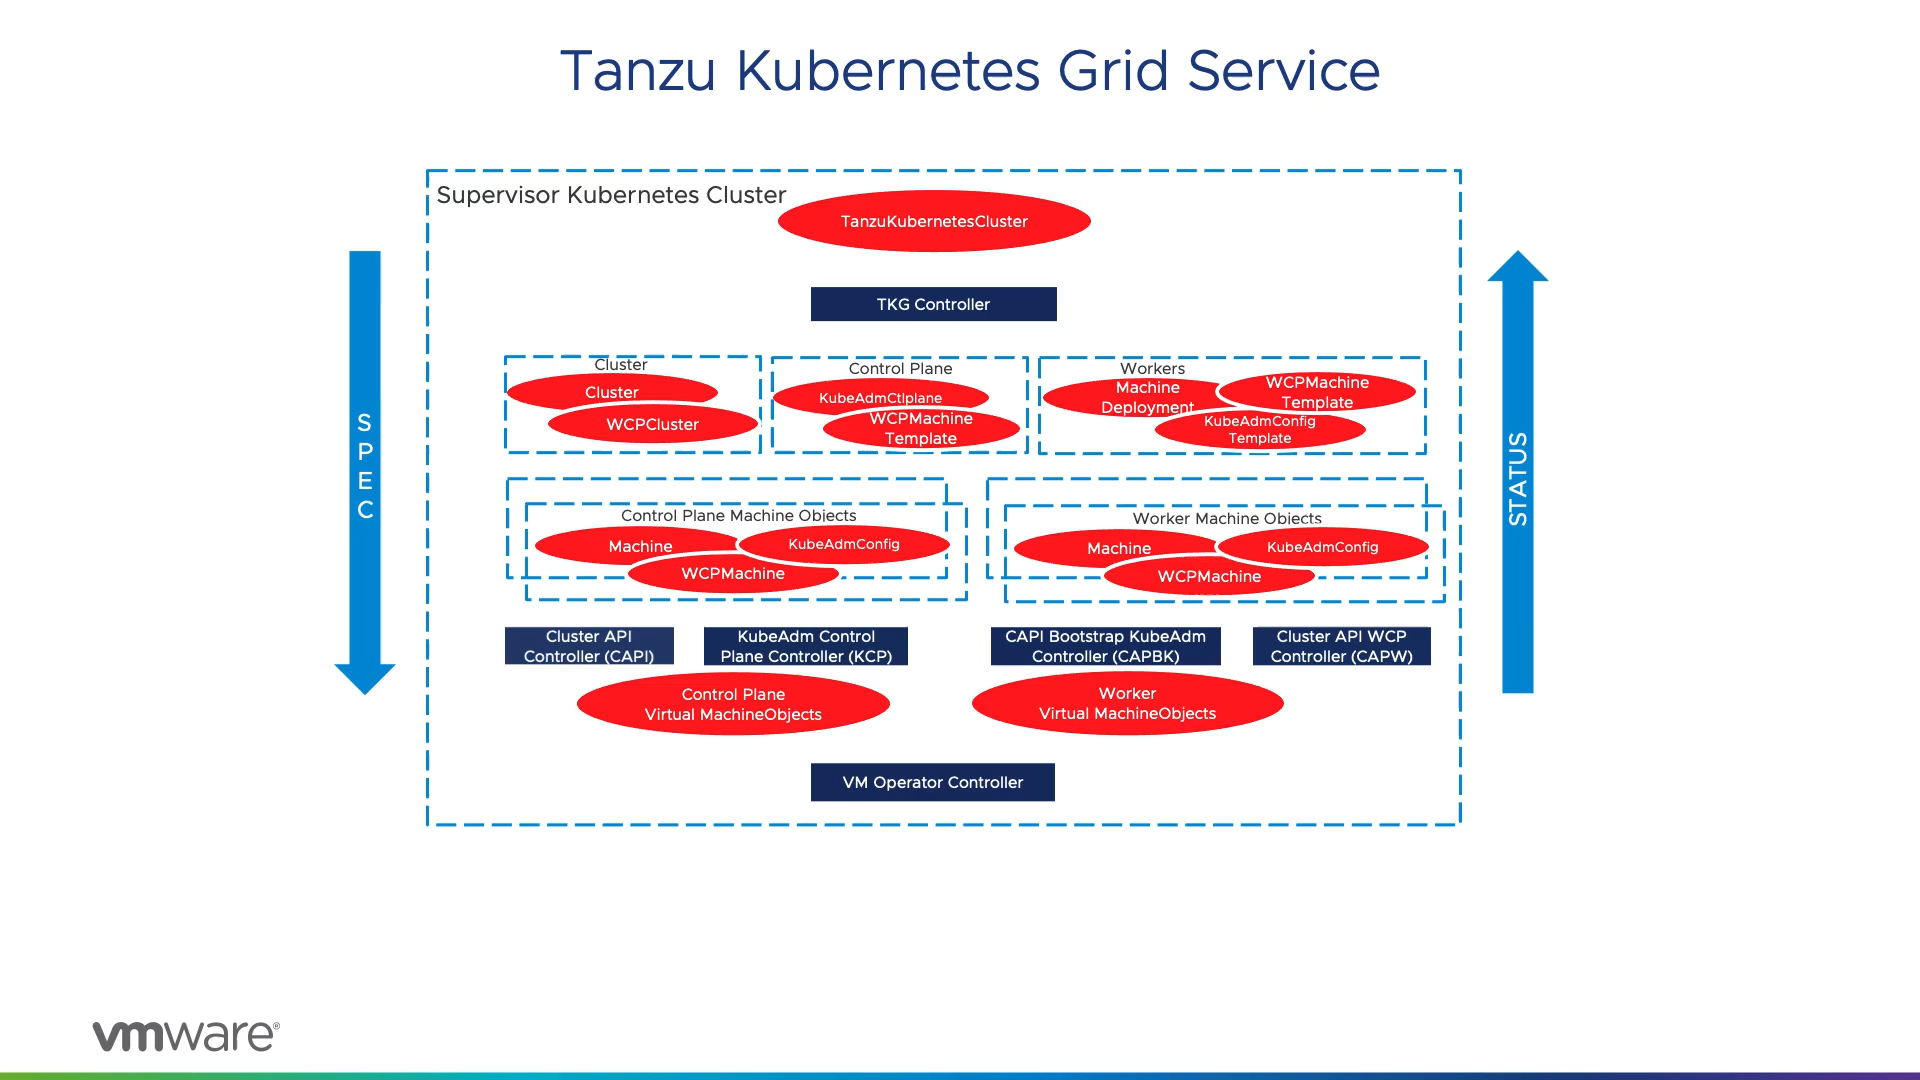 Tanzu Kubernetes Grid Service
Supervisor Kubernetes Cluster
TanzuKubernetesCluster
TKG Controller
SPEC
STATUS
Cluster
Cluster
WCPCluster
Control Plane
KubeAdmCtlplane
WCPMachine
Template
Workers
Machine
Deployment
WCPMachine
Template
KubeAdmConfig
Template
Control Plane Machine Objects
Machine
KubeAdmConfig
WCPMachine
Worker Machine Objects
Machine
KubeAdmConfig
WCPMachine
Cluster API
Controller (CAPI)
KubeAdm Control
Plane Controller (KCP)
CAPI Bootstrap KubeAdm
Controller (CAPBK)
Cluster API WCP
Controller (CAPW)
Control Plane
Virtual MachineObjects
Worker
Virtual MachineObjects
VM Operator Controller
vmware®